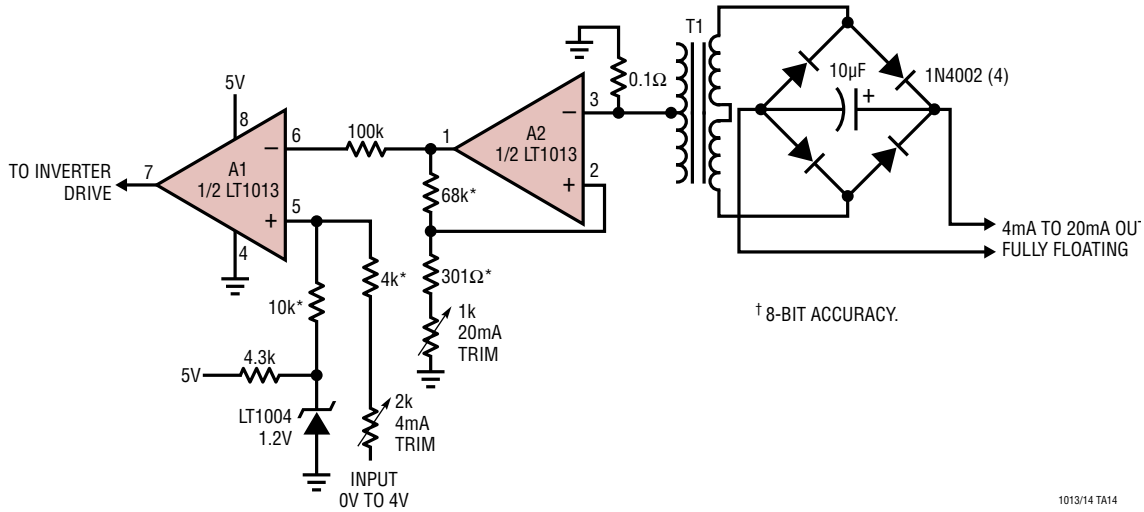 T1
5V
8
6
100k
1
A2
1/2 LT1013
3
−
2
+
0.1Ω
10µF
+
1N4002 (4)
TO INVERTER
DRIVE
7
A1
1/2 LT1013
−
5
+
4
68k*
4k*
301Ω*
10k*
1k
20mA
TRIM
4.3k
5V
LT1004
1.2V
2k
4mA
TRIM
INPUT
0V TO 4V
4mA TO 20mA OUT
FULLY FLOATING
† 8-BIT ACCURACY.
1013/14 TA14